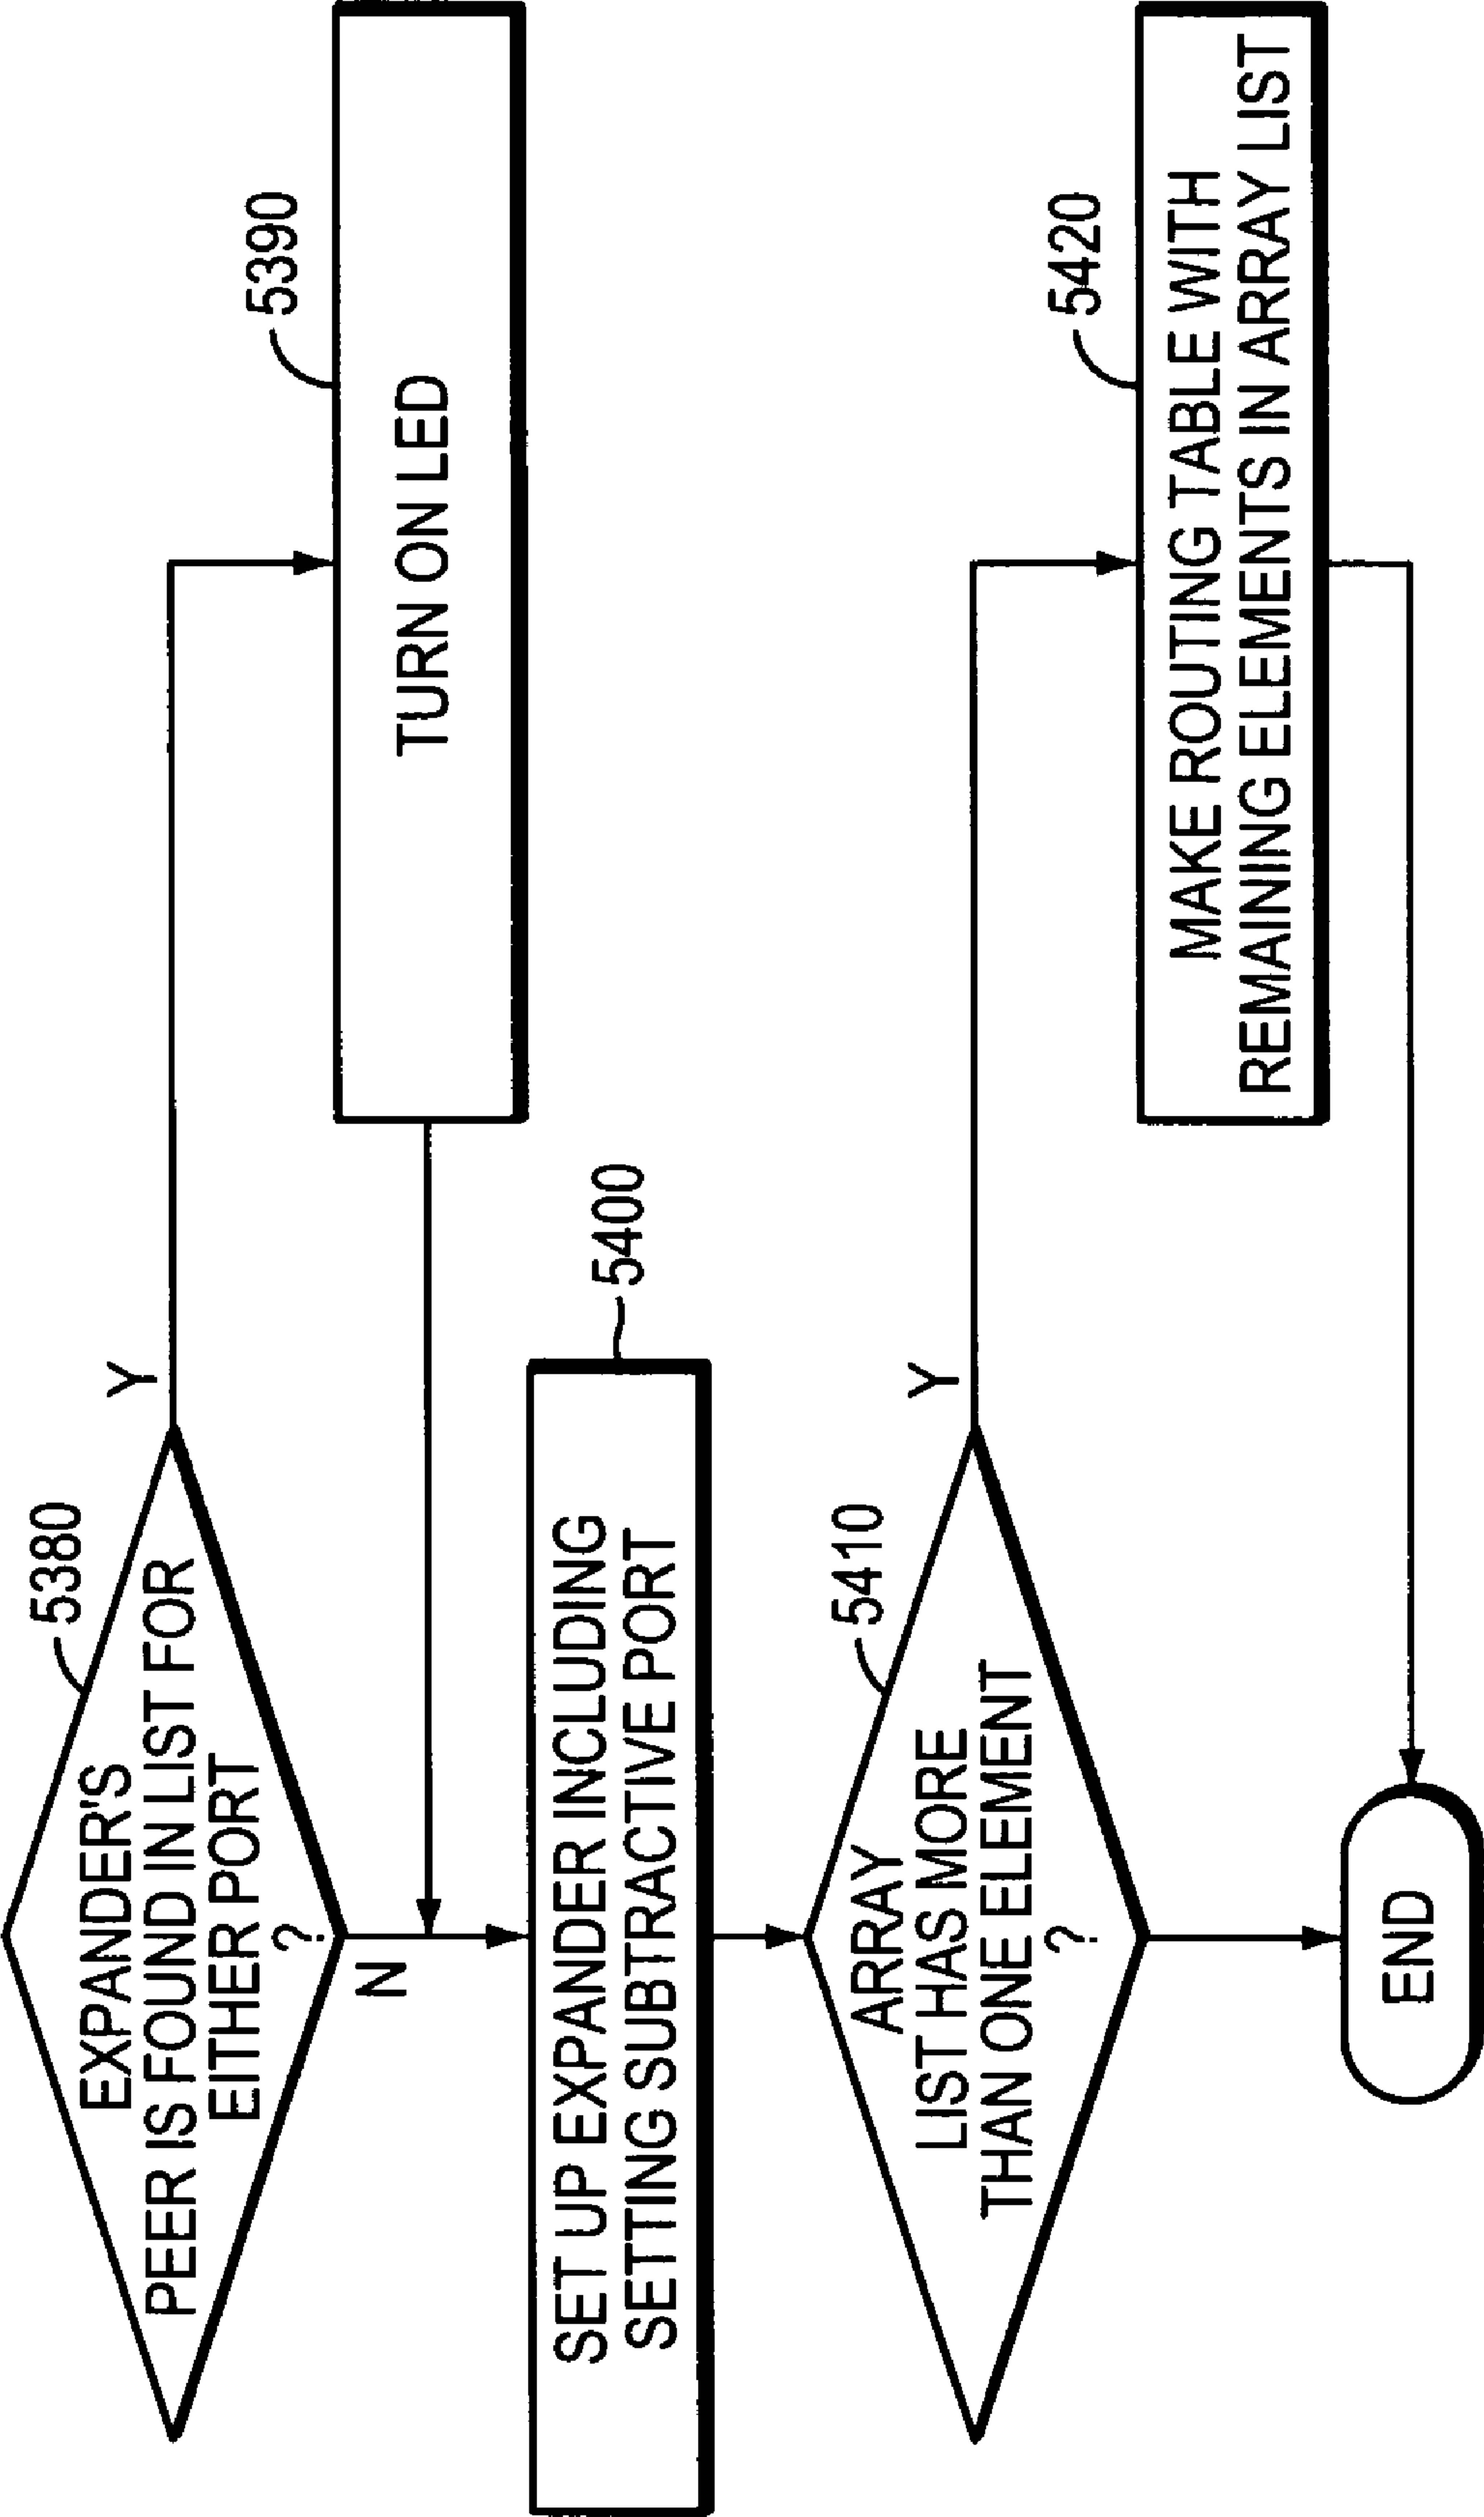 5380
EXPANDER'S
PEER IS FOUND IN LIST FOR
EITHER PORT
?
Y
N
5390
TURN ON LED
5400
SET UP EXPANDER INCLUDING
SETTING SUBTRACTIVE PORT
5410
ARRAY
LIST HAS MORE
THAN ONE ELEMENT
?
Y
5420
MAKE ROUTING TABLE WITH
REMAINING ELEMENTS IN ARRAY LIST
END